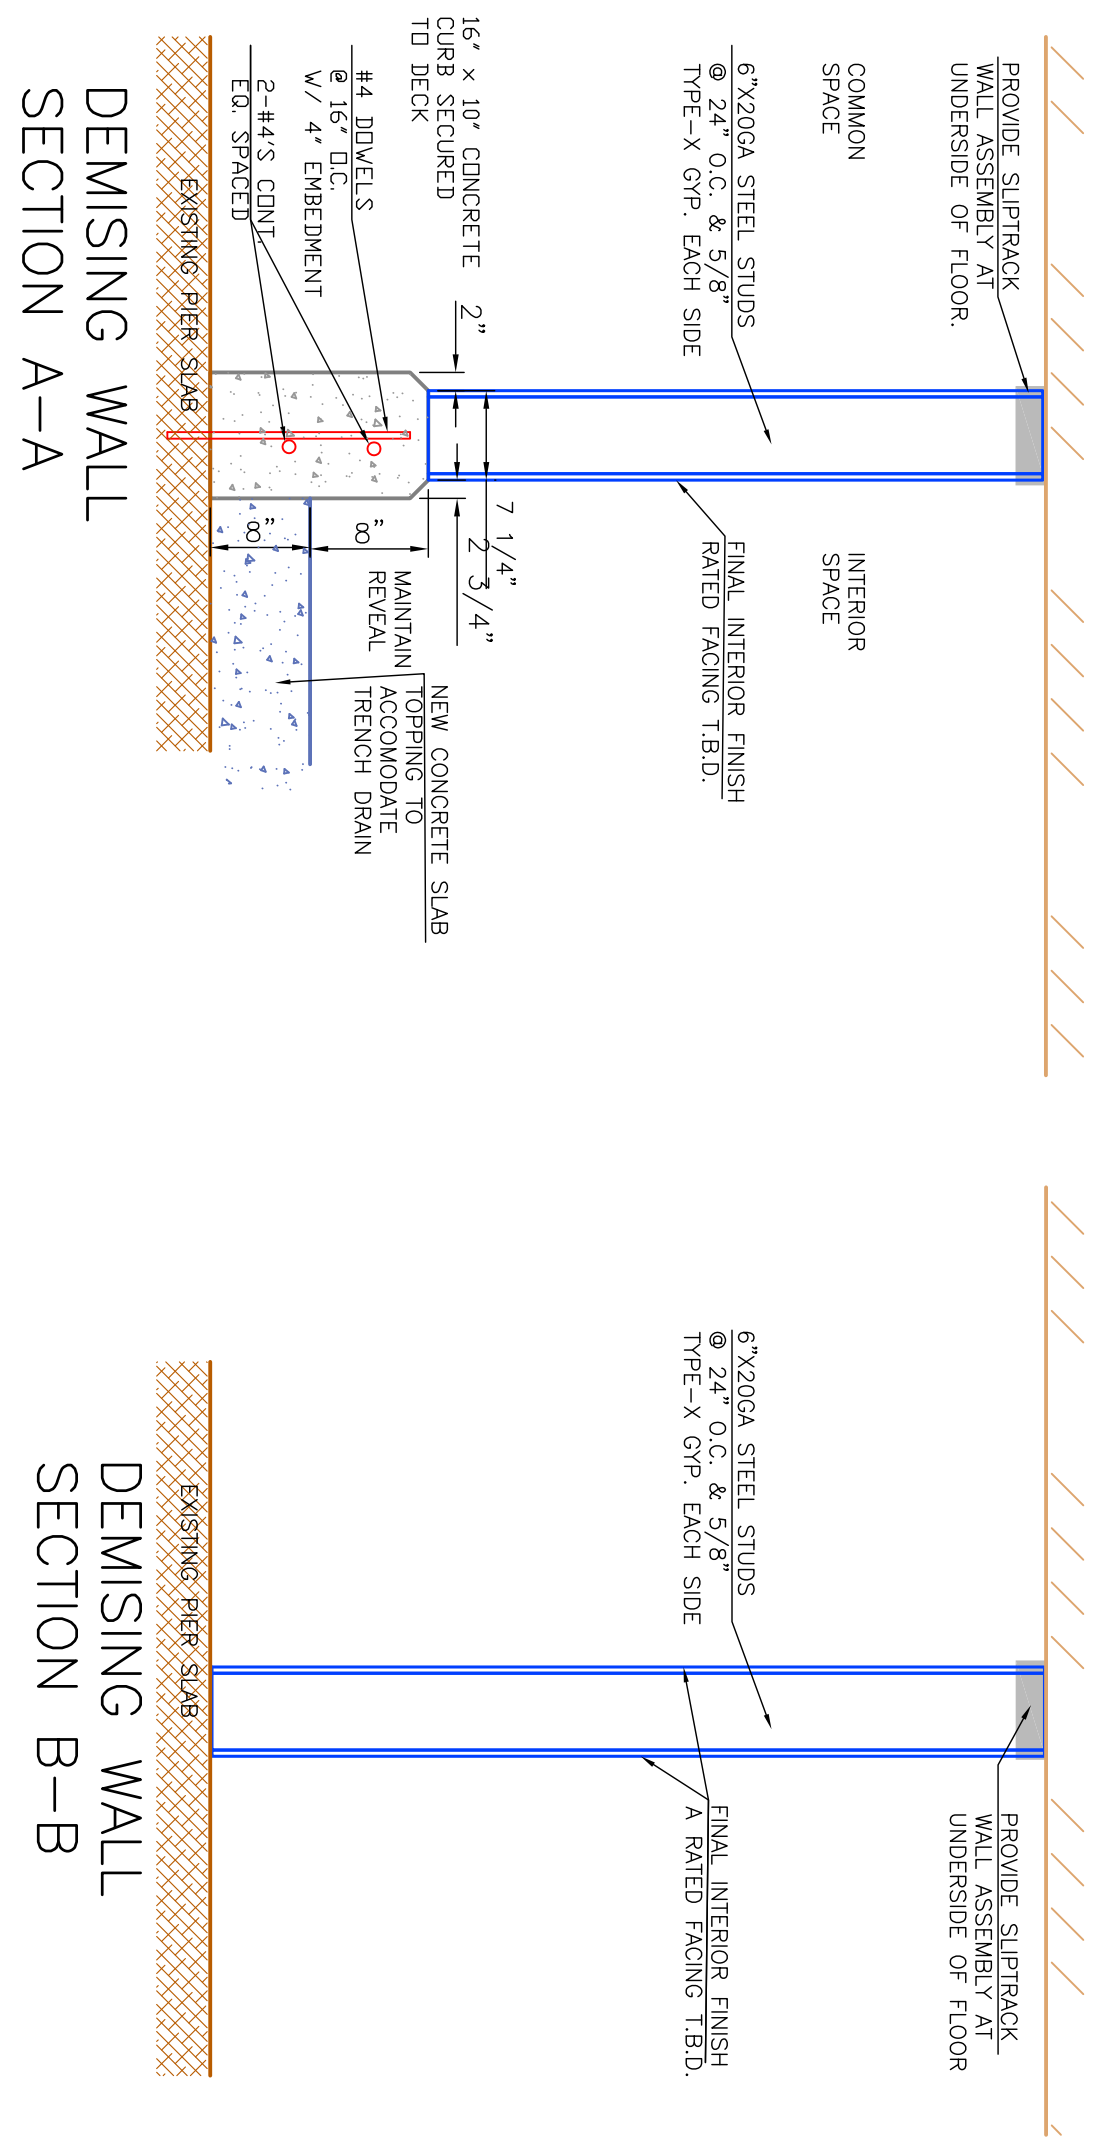 PROVIDE SLIPTRACK
WALL ASSEMBLY AT
UNDERSIDE OF FLOOR.
COMMON
SPACE
INTERIOR
SPACE
6"X20GA STEEL STUDS
@ 24" O.C. & 5/8"
TYPE-X GYP. EACH SIDE
FINAL INTERIOR FINISH
RATED FACING T.B.D.
16" x 10" CONCRETE
CURB SECURED
TO DECK
2"
7 1/4"
2 3/4"
#4 DOWELS
@ 16" O.C.
W/ 4" EMBEDMENT
2-#4'S CONT.
EQ. SPACED
8"
8"
MAINTAIN
REVEAL
NEW CONCRETE SLAB
TOPPING TO
ACCOMODATE
TRENCH DRAIN
EXISTING PIER SLAB
DEMISING WALL
SECTION A-A
PROVIDE SLIPTRACK
WALL ASSEMBLY AT
UNDERSIDE OF FLOOR
6"X20GA STEEL STUDS
@ 24" O.C. & 5/8"
TYPE-X GYP. EACH SIDE
FINAL INTERIOR FINISH
A RATED FACING T.B.D.
EXISTING PIER SLAB
DEMISING WALL
SECTION B-B